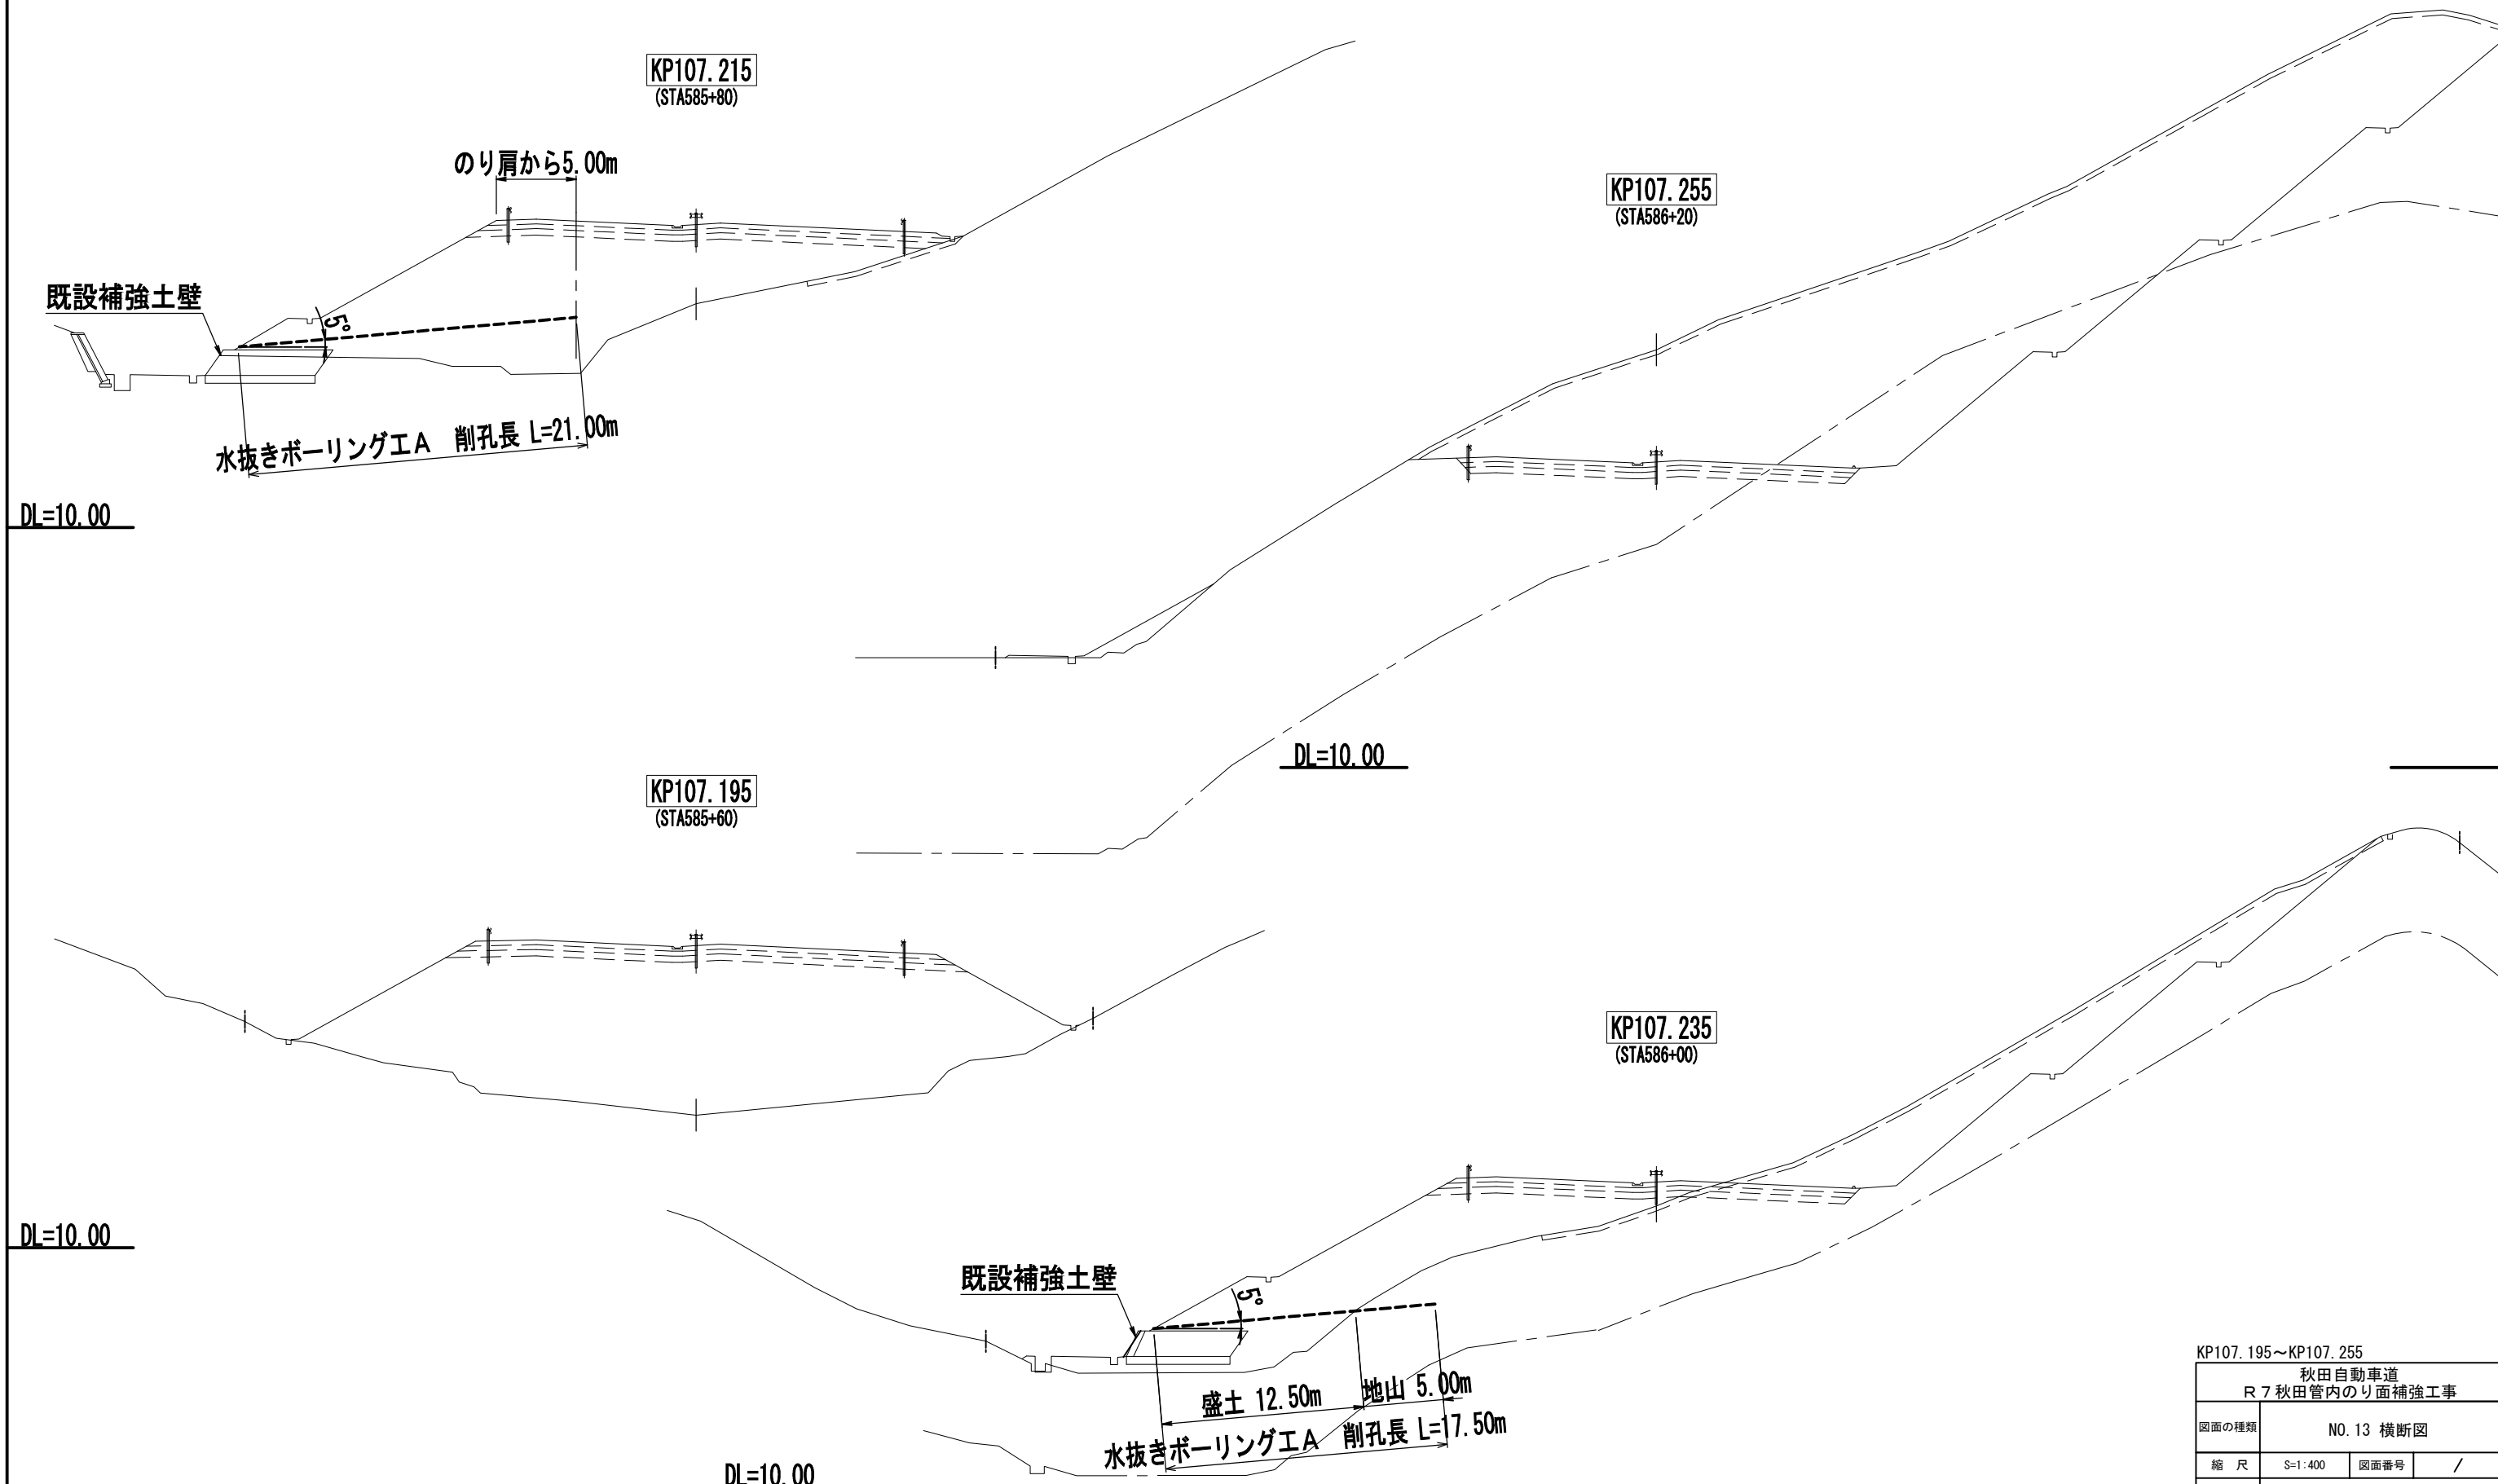 KP107.215
(STA585+80)
のり肩から5.00m
既設補強土壁
5°
水抜きボーリング工A 削孔長 L=21.00m
DL=10.00
KP107.255
(STA586+20)
DL=10.00
KP107.195
(STA585+60)
DL=10.00
KP107.235
(STA586+00)
既設補強土壁
5°
盛土 12.50m
地山 5.00m
水抜きボーリング工A 削孔長 L=17.50m
DL=10.00
KP107.195～KP107.255
秋田自動車道
R7秋田管内のり面補強工事
図面の種類 NO.13 横断図
縮 尺 S=1:400 図面番号 /